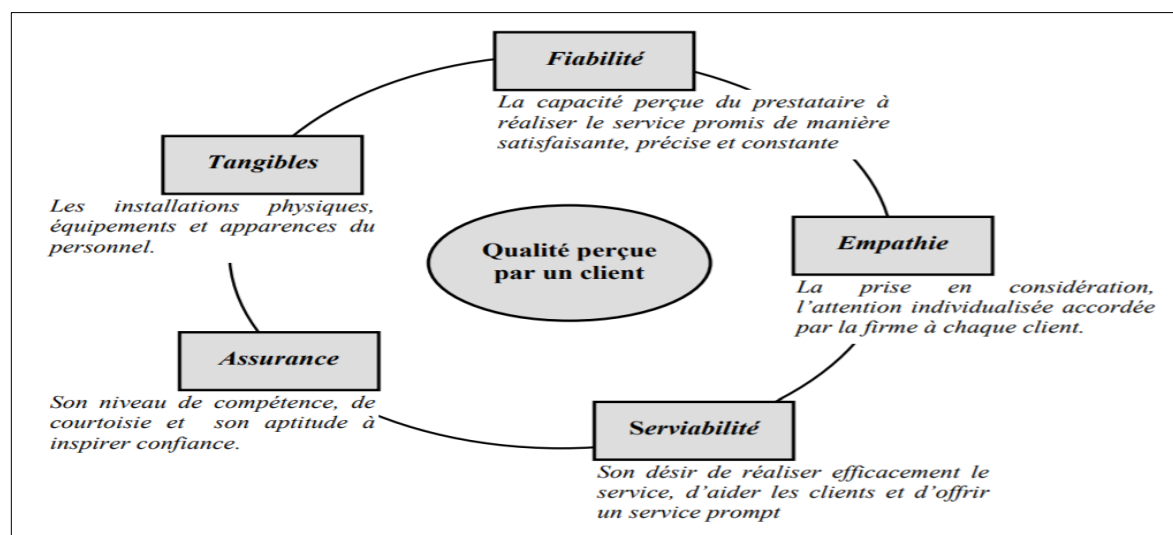 Fiabilité
La capacité perçue du prestataire à
réaliser le service promis de manière
satisfaisante, précise et constante
Tangibles
Les installations physiques,
équipements et apparences du
personnel.
Qualité perçue
par un client
Empathie
La prise en considération,
l'attention individualisée accordée
par la firme à chaque client.
Assurance
Son niveau de compétence, de
courtoisie et son aptitude à
inspirer confiance.
Serviabilité
Son désir de réaliser efficacement le
service, d'aider les clients et d'offrir
un service prompt